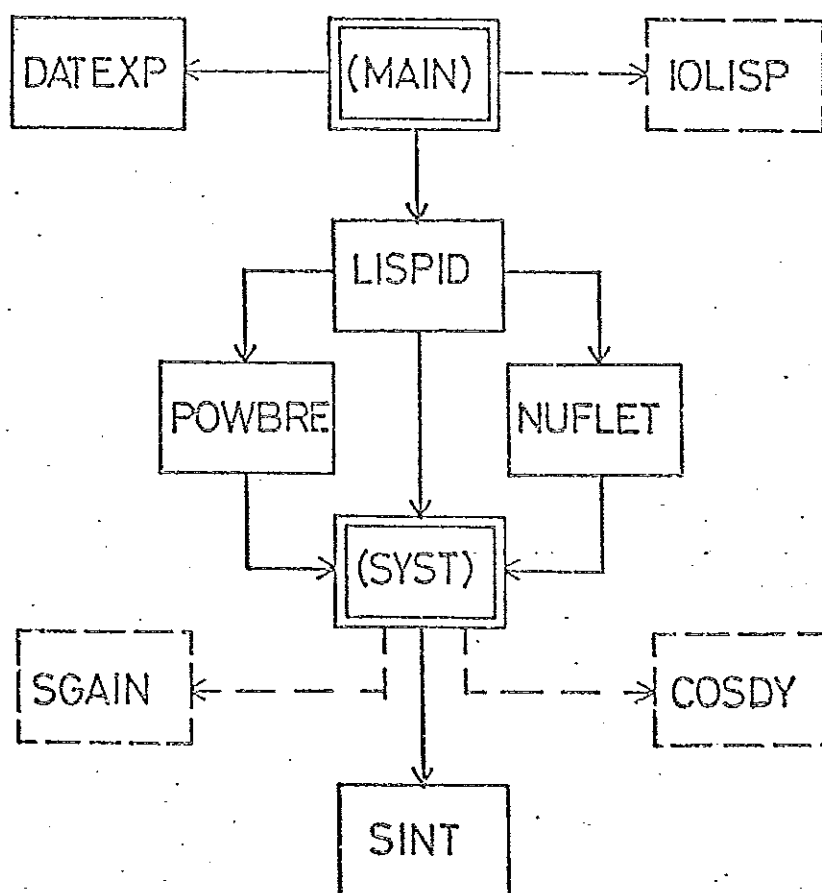 DATEXP
(MAIN)
IOLISP
LISPID
POWBRE
NUFLET
(SYST)
SGAIN
COSDY
SINT